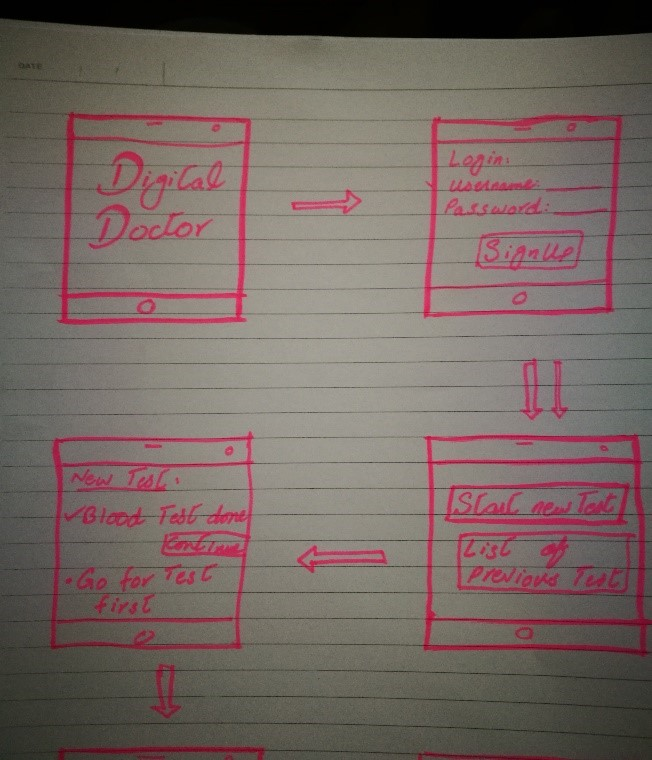 DATE
Digital
Doctor
Login:
Username:
Password:
SignUp
New Test:
✓Blood Test done
Continue
• Go for Test
first
Start new Test
List of
Previous Test